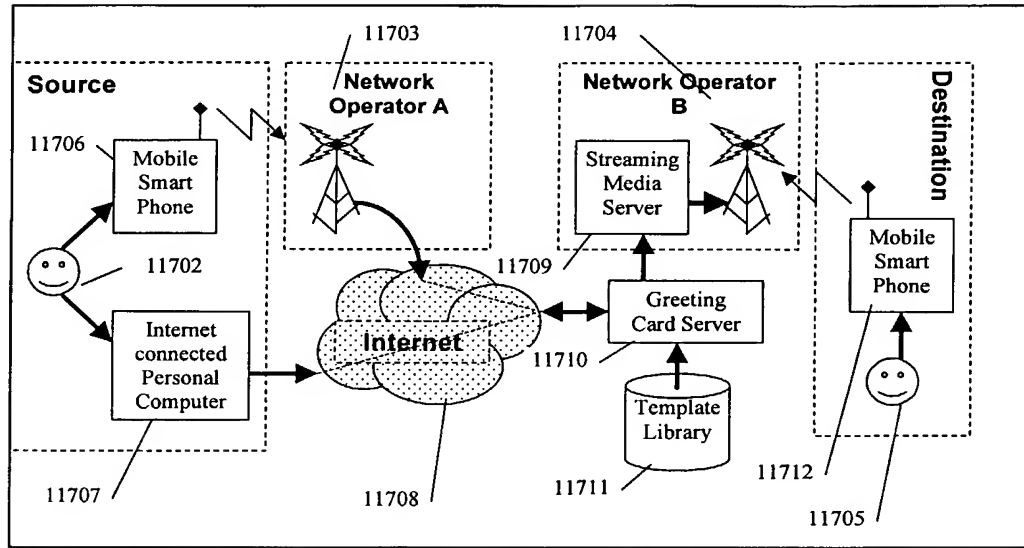 11703
11704
Source
Network
Operator A
Network Operator
B
Destination
11706
Mobile
Smart
Phone
Streaming
Media
Server
11702
11709
Mobile
Smart
Phone
Internet
connected
Personal
Computer
Internet
Greeting
Card Server
11710
Template
Library
11707
11708
11711
11712
11705